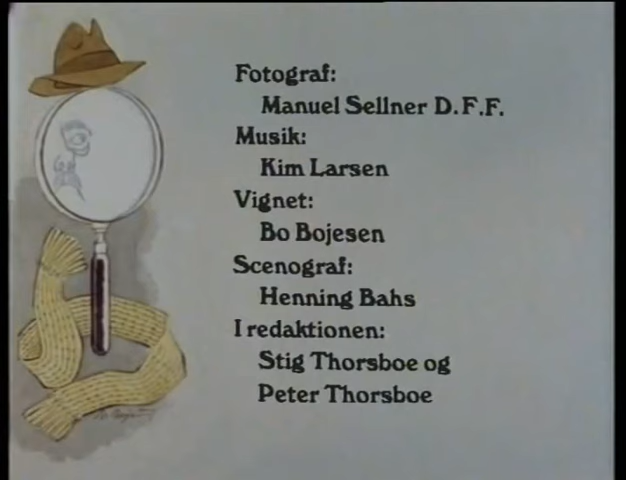 Fotograf:
Manuel Sellner D.F.F.
Musik:
Kim Larsen
Vignet:
Bo Bojesen
Scenograf:
Henning Bahs
I redaktionen:
Stig Thorsboe og
Peter Thorsboe